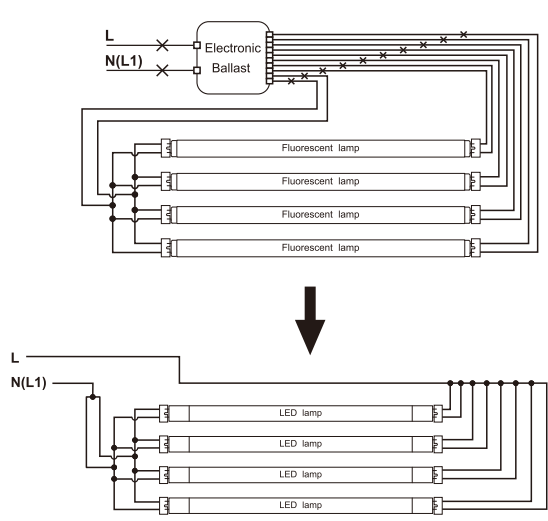 L
N(L1)
Electronic
Ballast
Fluorescent lamp
Fluorescent lamp
Fluorescent lamp
Fluorescent lamp
L
N(L1)
LED lamp
LED lamp
LED lamp
LED lamp